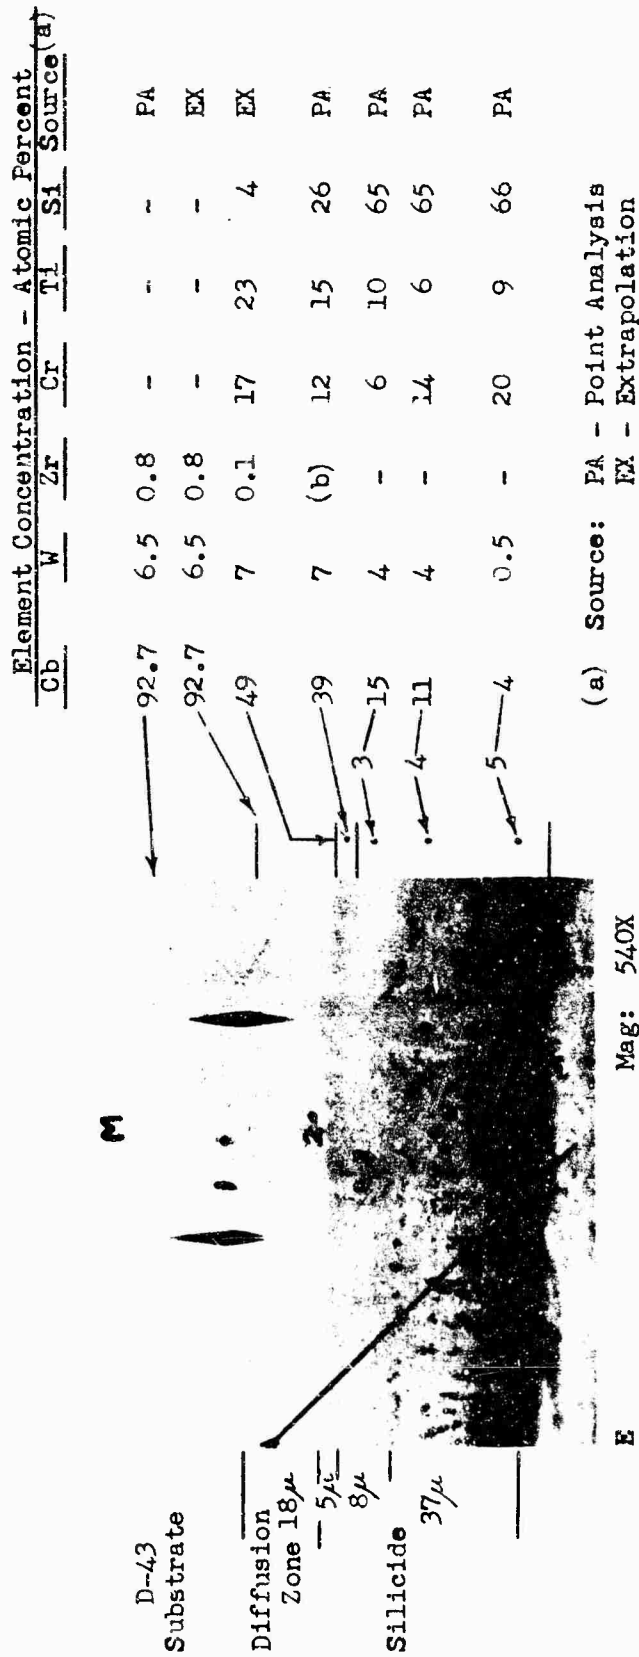 Element Concentration - Atomic Percent
Cb W Zr Cr Ti Si Source(a)
92.7 6.5 0.8 - - - PA
92.7 6.5 0.8 - - - EX
49 7 0.1 17 23 4 EX
39 7 (b) 12 15 26 PA
3 15 4 - 6 10 65 PA
4 11 4 - 14 6 65 PA
5 4 0.5 - 20 9 66 PA
(a) Source: PA - Point Analysis
EX - Extrapolation
D-43
Substrate
Diffusion
Zone 18μ
5μ
8μ
Silicide
37μ
M
2
E
Mag: 540X